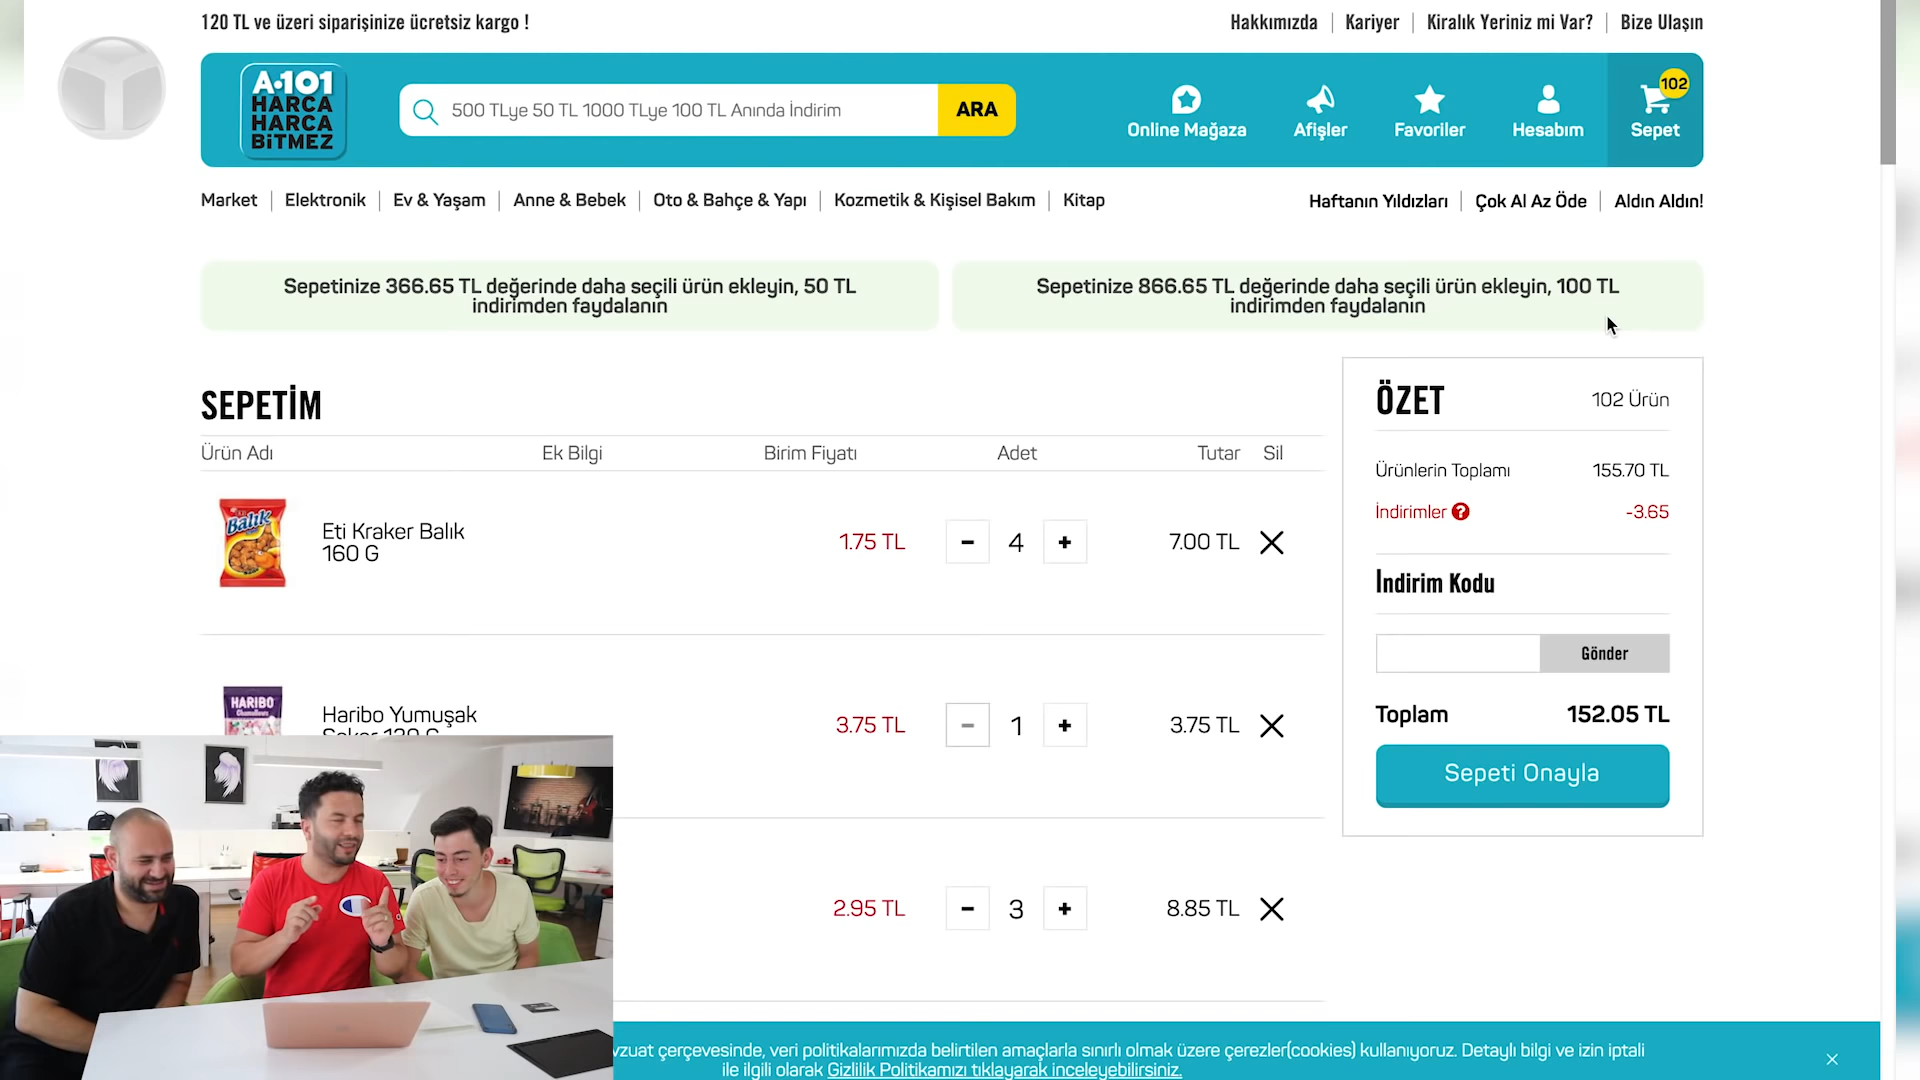 120 TL ve üzeri siparişinize ücretsiz kargo !
Hakkımızda
Kariyer
Kiralık Yeriniz mi Var?
Bize Ulaşın
A·101
HARCA
HARCA
BİTMEZ
500 TLye 50 TL 1000 TLye 100 TL Anında İndirim
ARA
Online Mağaza
Afişler
Favoriler
Hesabım
102
Sepet
Market
Elektronik
Ev & Yaşam
Anne & Bebek
Oto & Bahçe & Yapı
Kozmetik & Kişisel Bakım
Kitap
Haftanın Yıldızları
Çok Al Az Öde
Aldın Aldın!
Sepetinize 366.65 TL değerinde daha seçili ürün ekleyin, 50 TL
indirimden faydalanın
Sepetinize 866.65 TL değerinde daha seçili ürün ekleyin, 100 TL
indirimden faydalanın
SEPETİM
Ürün Adı
Ek Bilgi
Birim Fiyatı
Adet
Tutar
Sil
Balık
Eti Kraker Balık
160 G
1.75 TL
- 4 +
7.00 TL
HARIBO
Chamallows
Haribo Yumuşak
Şeker 120 G
3.75 TL
- 1 +
3.75 TL
2.95 TL
- 3 +
8.85 TL
ÖZET
102 Ürün
Ürünlerin Toplamı
155.70 TL
İndirimler ?
-3.65
İndirim Kodu
Gönder
Toplam
152.05 TL
Sepeti Onayla
vzuat çerçevesinde, veri politikalarımızda belirtilen amaçlarla sınırlı olmak üzere çerezler(cookies) kullanıyoruz. Detaylı bilgi ve izin iptali
ile ilgili olarak Gizlilik Politikamızı tıklayarak inceleyebilirsiniz.